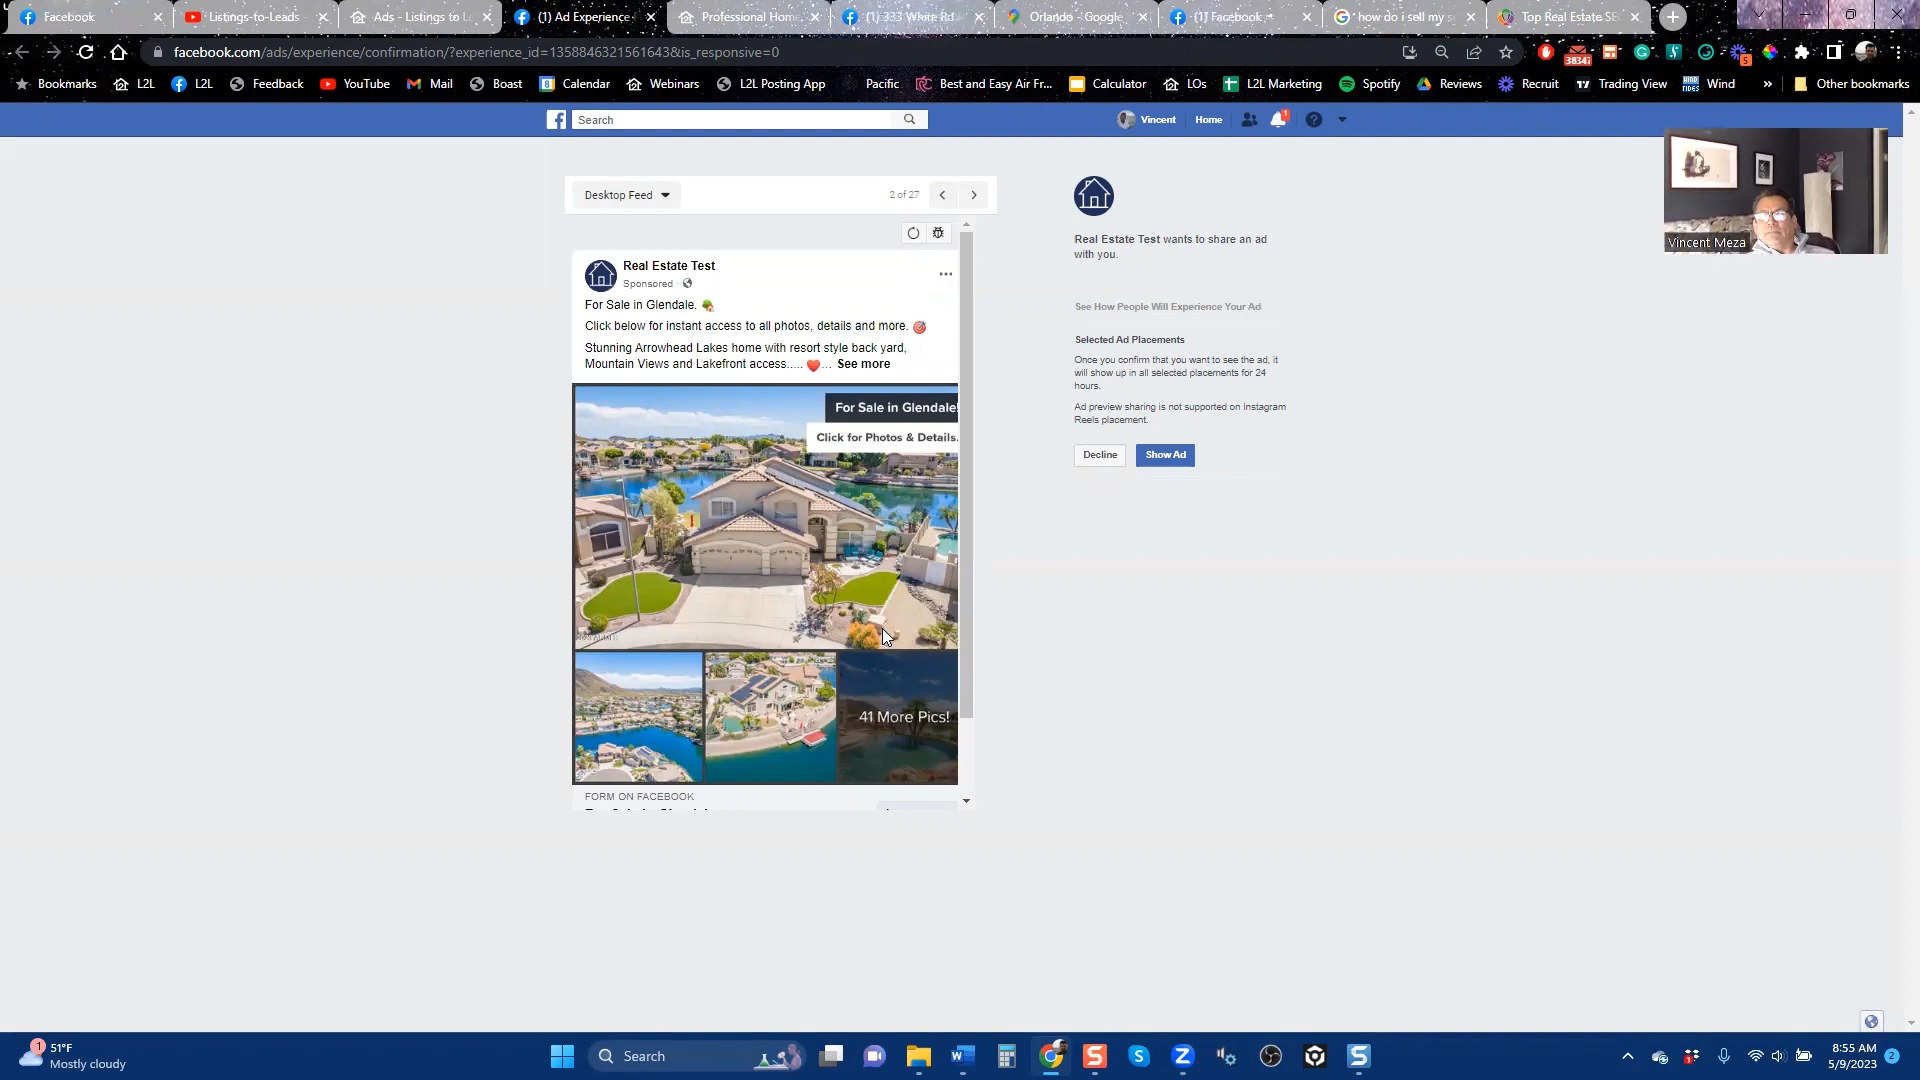 Facebook
Listings-to-Leads
Ads - Listings to L
(1) Ad Experience
Professional Hom
(1) 333 White Rd
Orlando - Google
(1) Facebook
how do i sell my s
Top Real Estate SE
facebook.com/ads/experience/confirmation/?experience_id=1358846321561643&is_responsive=0
38347
5
Bookmarks
L2L
L2L
Feedback
YouTube
Mail
Boast
Calendar
Webinars
L2L Posting App
Pacific
Best and Easy Air Fr...
Calculator
LOs
L2L Marketing
Spotify
Reviews
Recruit
Trading View
Wind
»
Other bookmarks
Search
Vincent
Home
1
Desktop Feed
2 of 27
Real Estate Test
Sponsored ·
For Sale in Glendale. 🏡
Click below for instant access to all photos, details and more. 🎯
Stunning Arrowhead Lakes home with resort style back yard,
Mountain Views and Lakefront access..... ❤️... See more
For Sale in Glendale!
Click for Photos & Details.
41 More Pics!
FORM ON FACEBOOK
Real Estate Test wants to share an ad
with you.
See How People Will Experience Your Ad
Selected Ad Placements
Once you confirm that you want to see the ad, it
will show up in all selected placements for 24
hours.
Ad preview sharing is not supported on Instagram
Reels placement.
Decline
Show Ad
Vincent Meza
1
51°F
Mostly cloudy
Search
8:55 AM
5/9/2023
2